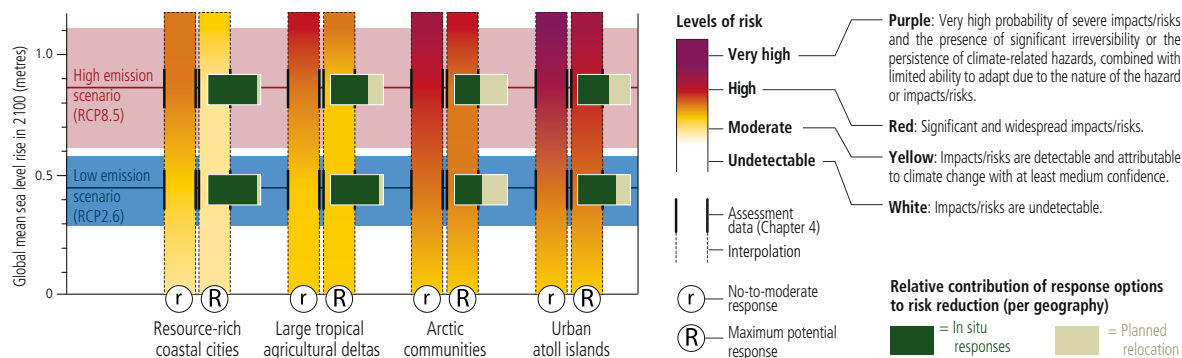 Global mean sea level rise in 2100 (metres)
1.0
0.5
0
High emission
scenario
(RCP8.5)
Low emission
scenario
(RCP2.6)
r
R
r
R
r
R
r
R
Resource-rich
coastal cities
Large tropical
agricultural deltas
Arctic
communities
Urban
atoll islands
Levels of risk
Very high
High
Moderate
Undetectable
Assessment
data (Chapter 4)
Interpolation
r
No-to-moderate
response
R
Maximum potential
response
Purple: Very high probability of severe impacts/risks
and the presence of significant irreversibility or the
persistence of climate-related hazards, combined with
limited ability to adapt due to the nature of the hazard
or impacts/risks.
Red: Significant and widespread impacts/risks.
Yellow: Impacts/risks are detectable and attributable
to climate change with at least medium confidence.
White: Impacts/risks are undetectable.
Relative contribution of response options
to risk reduction (per geography)
= In situ
responses
= Planned
relocation